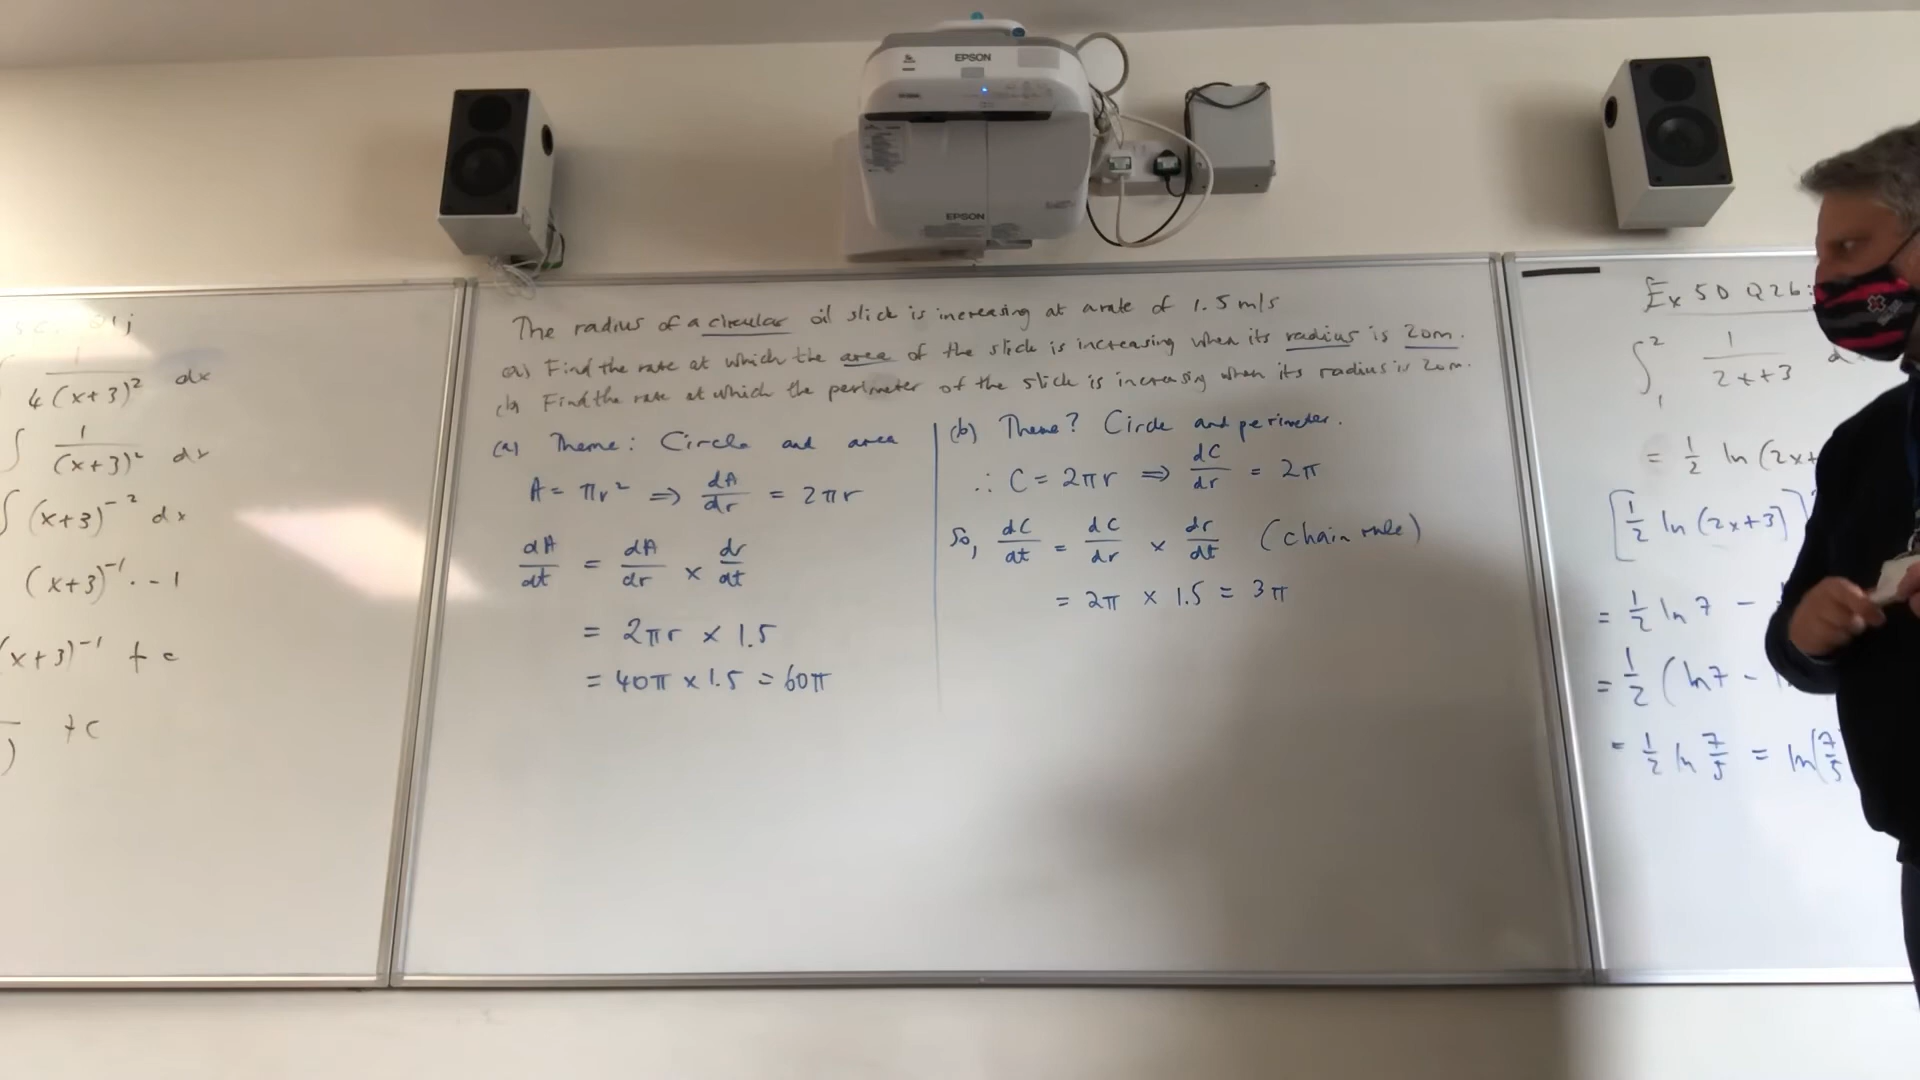 EPSON
EPSON
1
4(x+3)² dx
∫ 1/(x+3)² dx
∫ (x+3)⁻² dx
(x+3)⁻¹ · -1
(x+3)⁻¹ + c
+c
The radius of a circular oil slick is increasing at a rate of 1.5 m/s
(a) Find the rate at which the area of the slick is increasing when its radius is 20m.
(b) Find the rate at which the perimeter of the slick is increasing when its radius is 20m.
(a) Theme: Circle and area
A = πr² ⇒ dA/dr = 2πr
dA/dt = dA/dr × dr/dt
= 2πr × 1.5
= 40π × 1.5 = 60π
(b) Theme? Circle and perimeter.
∴ C = 2πr ⇒ dC/dr = 2π
So, dC/dt = dC/dr × dr/dt (chain rule)
= 2π × 1.5 = 3π
Ex 5D Q2b:
∫₁² 1/(2x+3) d
= 1/2 ln (2x+
[1/2 ln (2x+3)]
= 1/2 ln 7 -
= 1/2 (ln 7 -
= 1/2 ln 7/5 = ln(7/5